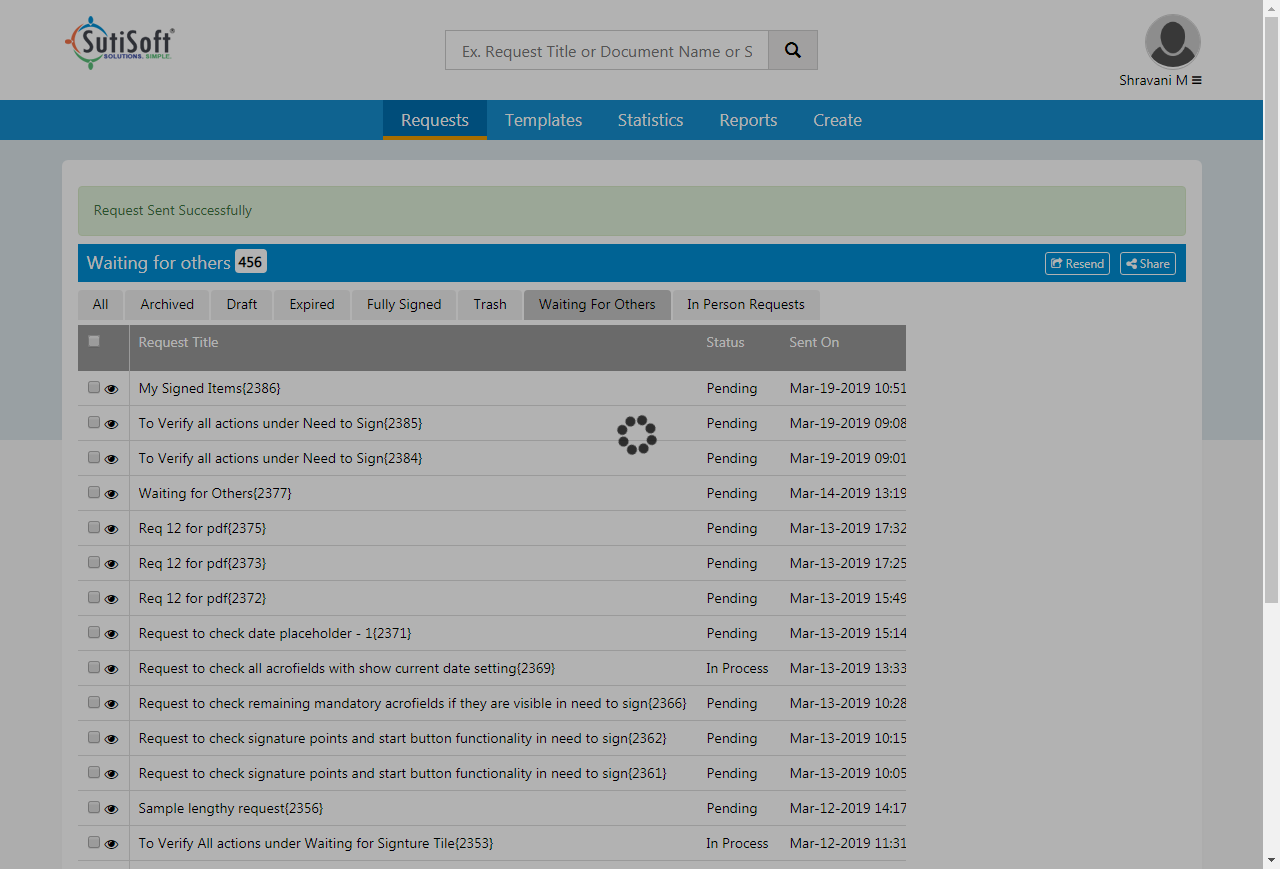 SutiSoft
SOLUTIONS. SIMPLE.
Ex. Request Title or Document Name or S
Shravani M
Requests Templates Statistics Reports Create
Request Sent Successfully
Waiting for others 456 Resend Share
All Archived Draft Expired Fully Signed Trash Waiting For Others In Person Requests
Request Title Status Sent On
My Signed Items{2386} Pending Mar-19-2019 10:51
To Verify all actions under Need to Sign{2385} Pending Mar-19-2019 09:08
To Verify all actions under Need to Sign{2384} Pending Mar-19-2019 09:01
Waiting for Others{2377} Pending Mar-14-2019 13:19
Req 12 for pdf{2375} Pending Mar-13-2019 17:32
Req 12 for pdf{2373} Pending Mar-13-2019 17:25
Req 12 for pdf{2372} Pending Mar-13-2019 15:49
Request to check date placeholder - 1{2371} Pending Mar-13-2019 15:14
Request to check all acrofields with show current date setting{2369} In Process Mar-13-2019 13:33
Request to check remaining mandatory acrofields if they are visible in need to sign{2366} Pending Mar-13-2019 10:28
Request to check signature points and start button functionality in need to sign{2362} Pending Mar-13-2019 10:15
Request to check signature points and start button functionality in need to sign{2361} Pending Mar-13-2019 10:05
Sample lengthy request{2356} Pending Mar-12-2019 14:17
To Verify All actions under Waiting for Signture Tile{2353} In Process Mar-12-2019 11:31